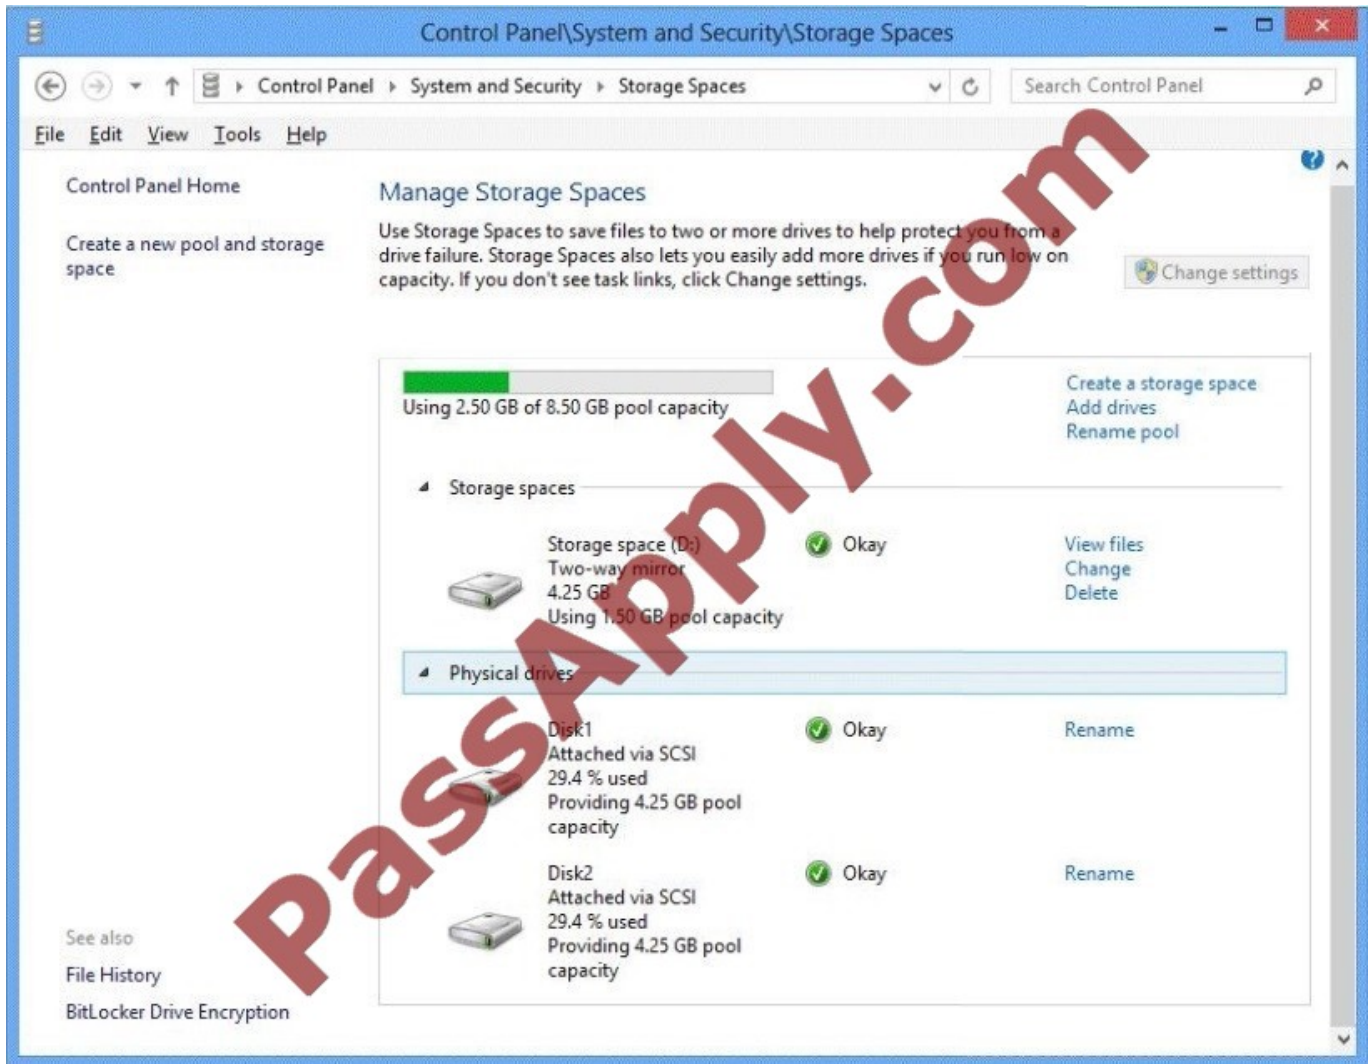 Control Panel\System and Security\Storage Spaces
Control Panel System and Security Storage Spaces
Search Control Panel
File Edit View Tools Help
Control Panel Home
Create a new pool and storage
space
Manage Storage Spaces
Use Storage Spaces to save files to two or more drives to help protect you from a
drive failure. Storage Spaces also lets you easily add more drives if you run low on
capacity. If you don't see task links, click Change settings.
Change settings
Using 2.50 GB of 8.50 GB pool capacity
Create a storage space
Add drives
Rename pool
Storage spaces
Storage space (D:)
Two-way mirror
4.25 GB
Using 1.50 GB pool capacity
Okay
View files
Change
Delete
Physical drives
Disk1
Attached via SCSI
29.4 % used
Providing 4.25 GB pool
capacity
Okay
Rename
Disk2
Attached via SCSI
29.4 % used
Providing 4.25 GB pool
capacity
Okay
Rename
See also
File History
BitLocker Drive Encryption
PassApply.com